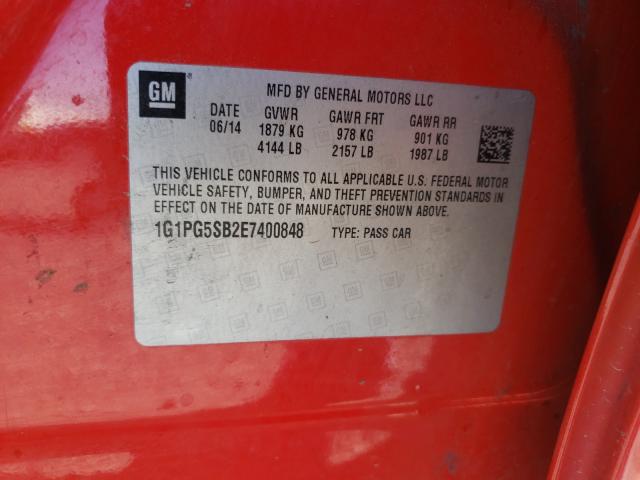 GM
MFD BY GENERAL MOTORS LLC
DATE GVWR GAWR FRT GAWR RR
06/14 1879 KG 978 KG 901 KG
4144 LB 2157 LB 1987 LB
THIS VEHICLE CONFORMS TO ALL APPLICABLE U.S. FEDERAL MOTOR
VEHICLE SAFETY, BUMPER, AND THEFT PREVENTION STANDARDS IN
EFFECT ON THE DATE OF MANUFACTURE SHOWN ABOVE.
1G1PG5SB2E7400848 TYPE: PASS CAR